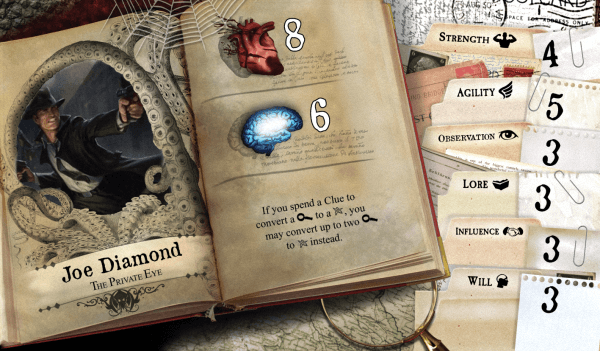 8
6
If you spend a Clue to
convert a to a , you
may convert up to two
to instead.
Joe Diamond
The Private Eye
Strength
4
Agility
5
Observation
3
Lore
3
Influence
3
Will
3